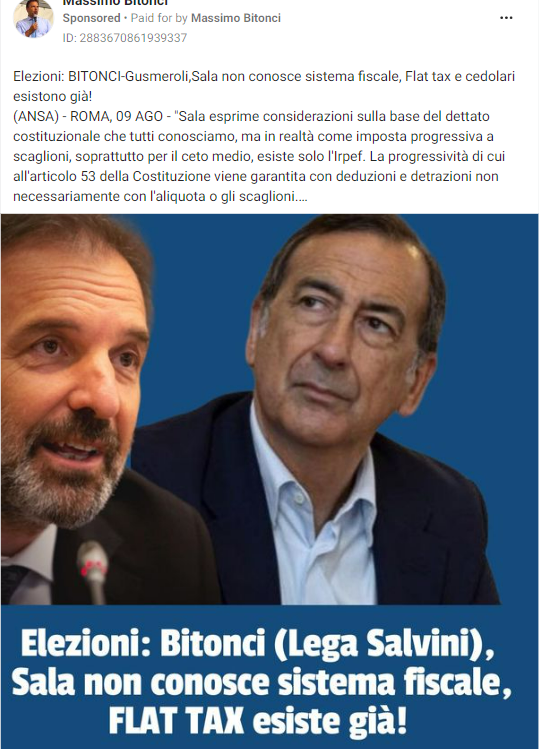 Massimo Bitonci
Sponsored • Paid for by Massimo Bitonci
ID: 2883670861939337
Elezioni: BITONCI-Gusmeroli,Sala non conosce sistema fiscale, Flat tax e cedolari
esistono già!
(ANSA) - ROMA, 09 AGO - "Sala esprime considerazioni sulla base del dettato
costituzionale che tutti conosciamo, ma in realtà come imposta progressiva a
scaglioni, soprattutto per il ceto medio, esiste solo l'Irpef. La progressività di cui
all'articolo 53 della Costituzione viene garantita con deduzioni e detrazioni non
necessariamente con l'aliquota o gli scaglioni....
Elezioni: Bitonci (Lega Salvini),
Sala non conosce sistema fiscale,
FLAT TAX esiste già!